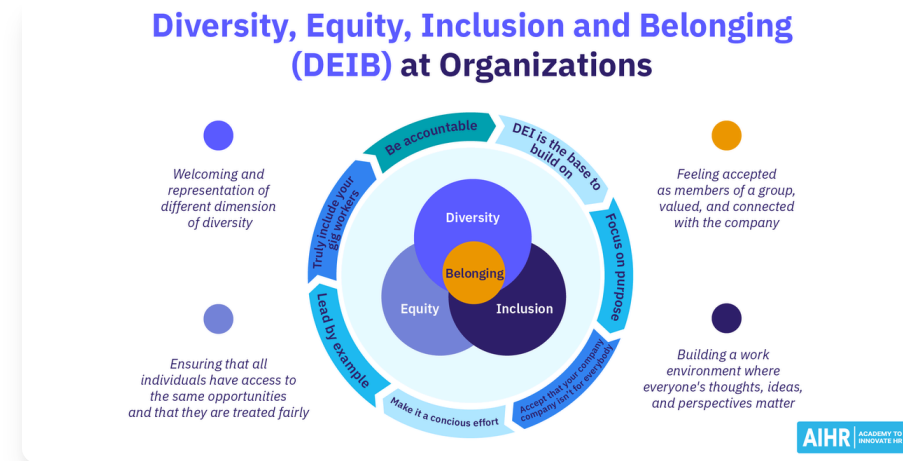 Diversity, Equity, Inclusion and Belonging
(DEIB) at Organizations
Welcoming and
representation of
different dimension
of diversity
Feeling accepted
as members of a group,
valued, and connected
with the company
Ensuring that all
individuals have access to
the same opportunities
and that they are treated fairly
Building a work
environment where
everyone's thoughts, ideas,
and perspectives matter
Be accountable
DEI is the base to
build on
Focus on purpose
Accept that your company
company isn't for everybody
Make it a concious effort
Lead by example
Truly include your
gig workers
Diversity
Belonging
Equity
Inclusion
AIHR
ACADEMY TO
INNOVATE HR